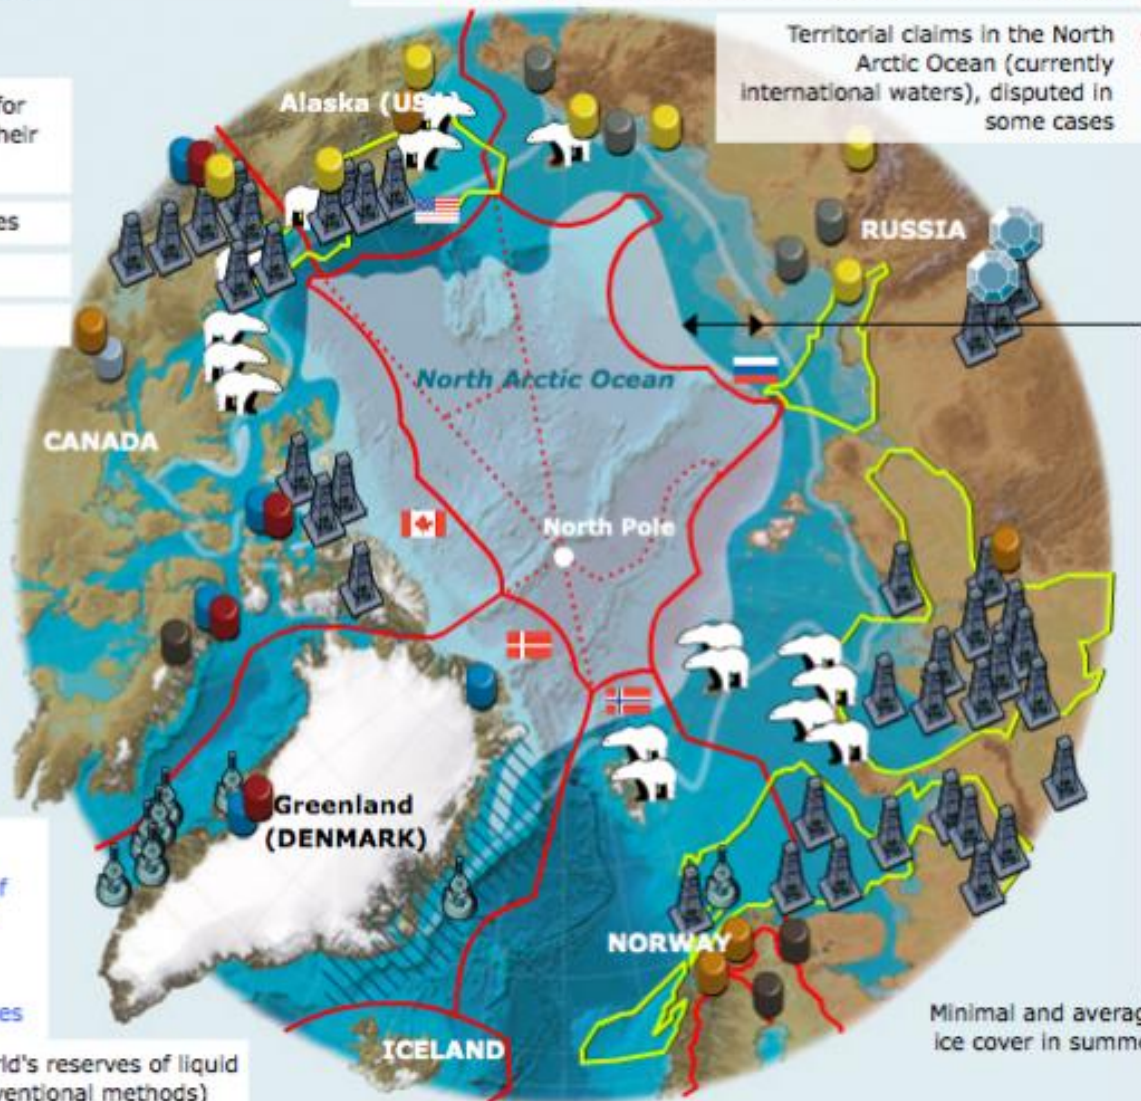 Territorial claims in the North
Arctic Ocean (currently
international waters), disputed in
some cases
for
their
es
Alaska (USA)
RUSSIA
North Arctic Ocean
CANADA
North Pole
Greenland
(DENMARK)
f
NORWAY
es
Minimal and averag
ice cover in summe
ICELAND
rld's reserves of liquid
ventional methods)